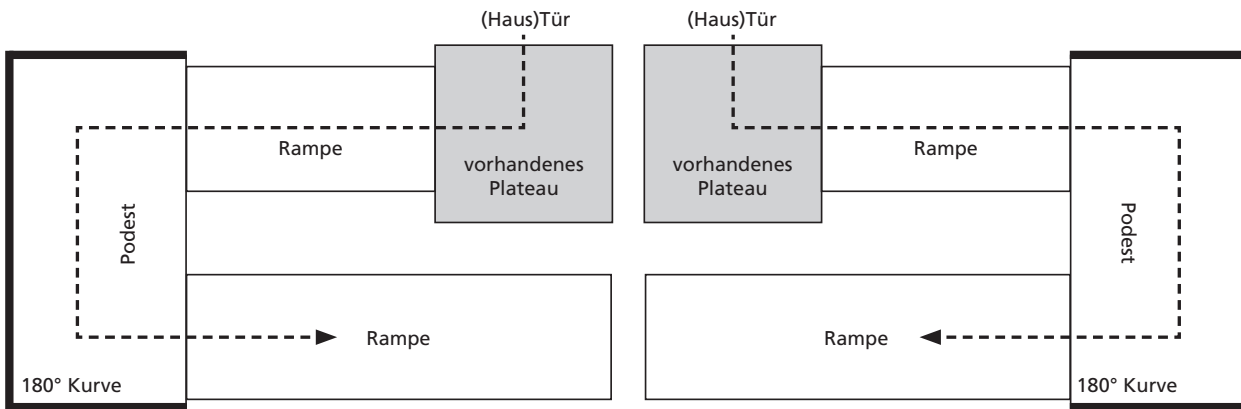 (Haus)Tür
(Haus)Tür
Rampe
vorhandenes
Plateau
vorhandenes
Plateau
Rampe
Podest
Podest
Rampe
Rampe
180° Kurve
180° Kurve